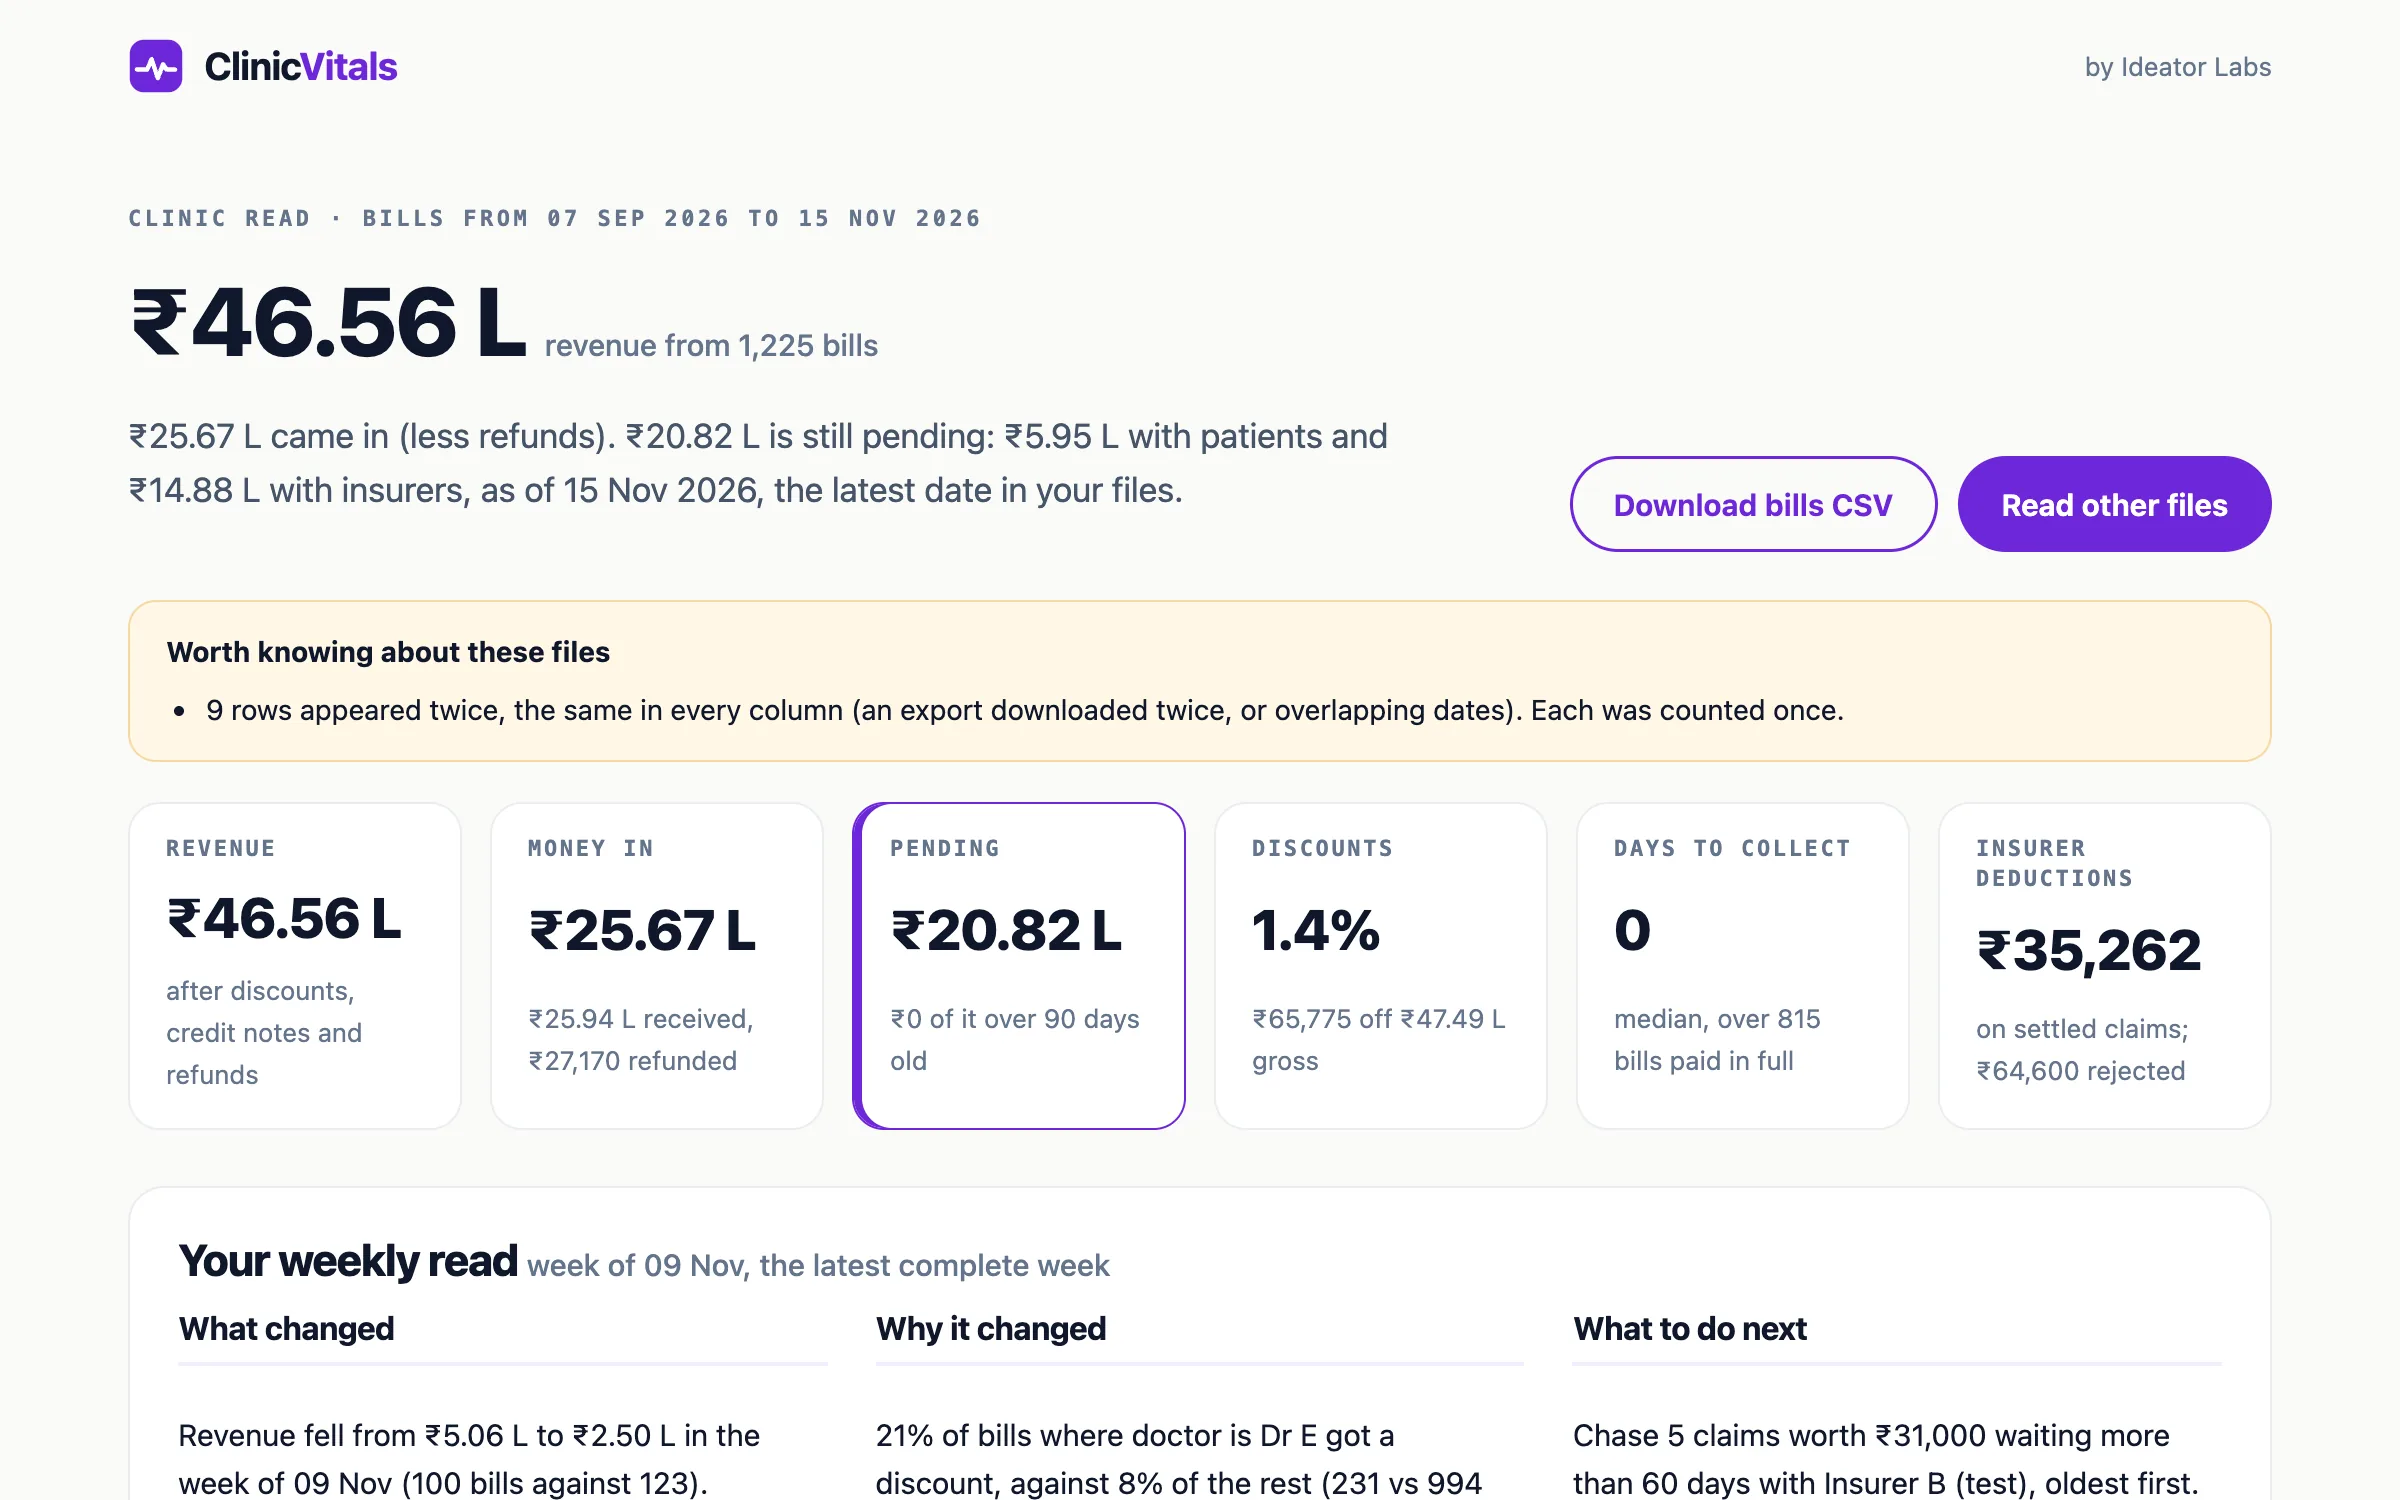 ClinicVitals
by Ideator Labs
CLINIC READ · BILLS FROM 07 SEP 2026 TO 15 NOV 2026
₹46.56 L revenue from 1,225 bills
₹25.67 L came in (less refunds). ₹20.82 L is still pending: ₹5.95 L with patients and
₹14.88 L with insurers, as of 15 Nov 2026, the latest date in your files.
Download bills CSV
Read other files
Worth knowing about these files
• 9 rows appeared twice, the same in every column (an export downloaded twice, or overlapping dates). Each was counted once.
REVENUE
₹46.56 L
after discounts,
credit notes and
refunds
MONEY IN
₹25.67 L
₹25.94 L received,
₹27,170 refunded
PENDING
₹20.82 L
₹0 of it over 90 days
old
DISCOUNTS
1.4%
₹65,775 off ₹47.49 L
gross
DAYS TO COLLECT
0
median, over 815
bills paid in full
INSURER
DEDUCTIONS
₹35,262
on settled claims;
₹64,600 rejected
Your weekly read week of 09 Nov, the latest complete week
What changed
Revenue fell from ₹5.06 L to ₹2.50 L in the
week of 09 Nov (100 bills against 123).
Why it changed
21% of bills where doctor is Dr E got a
discount, against 8% of the rest (231 vs 994
What to do next
Chase 5 claims worth ₹31,000 waiting more
than 60 days with Insurer B (test), oldest first.